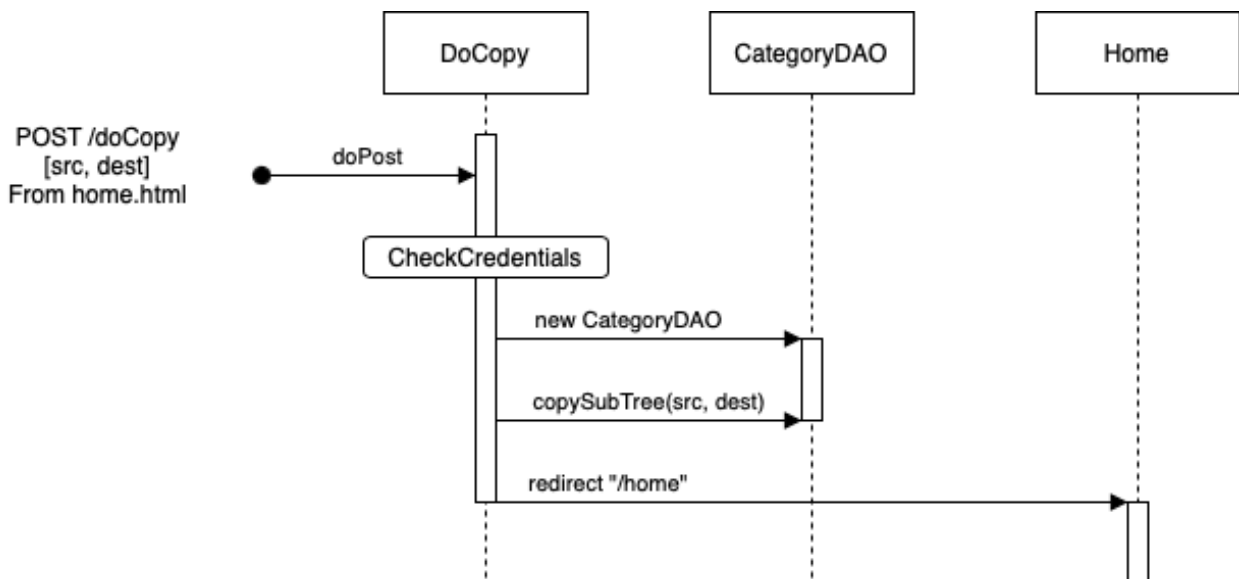 DoCopy
CategoryDAO
Home
POST /doCopy
[src, dest]
From home.html
doPost
CheckCredentials
new CategoryDAO
copySubTree(src, dest)
redirect "/home"